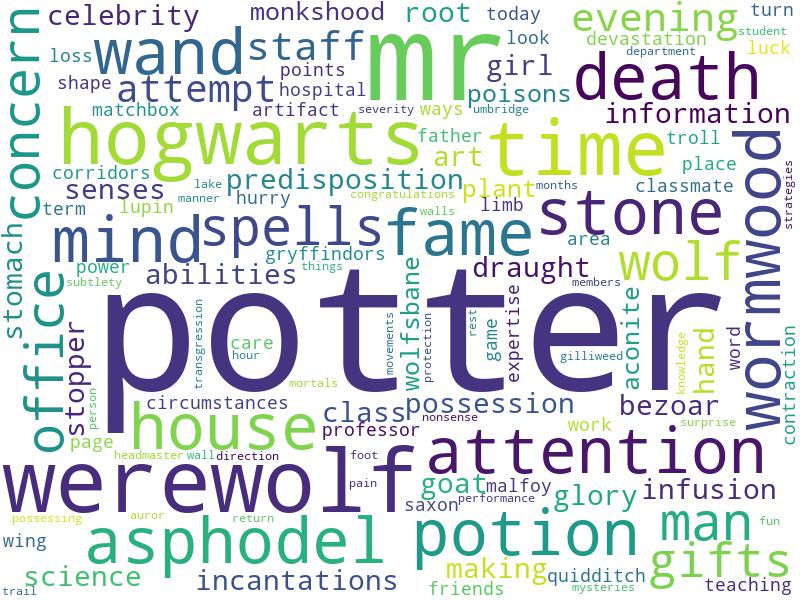 celebrity
monkshood
root
today
evening
turn
devastation
student
loss
wand
staff
mr
look
department
luck
concern
shape
attempt
points
hospital
girl
poisons
death
matchbox
artifact
severity
ways
umbridge
information
hogwarts
father
time
troll
corridors
art
place
senses
lake
predisposition
plant
months
classmate
manner
hurry
congratulations
strategies
term
lupin
walls
limb
stone
wormwood
mind
spells
fame
area
stomach
gryffindors
wolf
power
things
draught
subtlety
abilities
members
potter
office
stopper
transgression
care
hour
movements
wolfsbane
protection
rest
game
expertise
gilliweed
aconite
knowledge
hand
word
contraction
mortals
person
circumstances
class
possession
bezoar
page
house
professor
nonsense
work
surprise
attention
headmaster
wall
direction
foot
werewolf
pain
goat
malfoy
glory
infusion
saxon
performance
possessing
auror
return
asphodel
potion
man
fun
wing
gifts
science
incantations
making
quidditch
teaching
trail
friends
mysteries